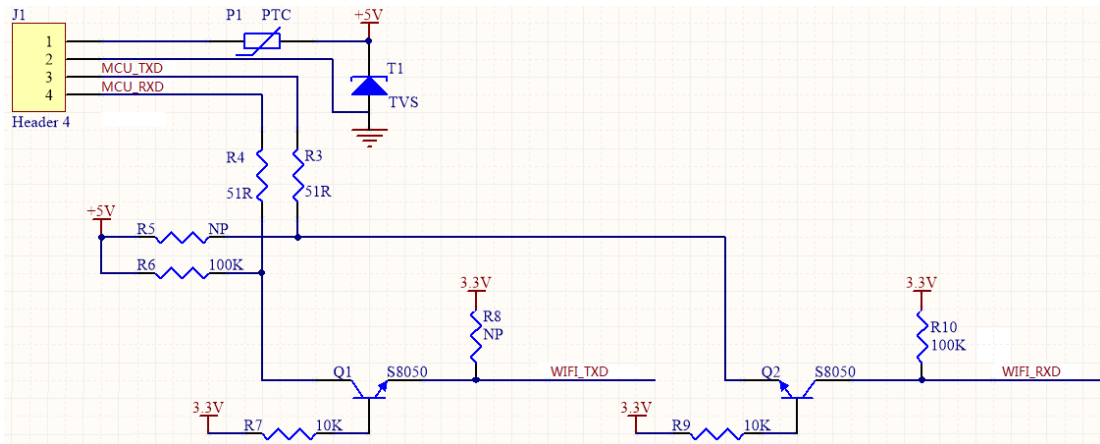 J1
P1 PTC
+5V
1
2
3
4
MCU_TXD
MCU_RXD
T1
TVS
Header 4
R4
R3
51R
51R
+5V
R5 NP
R6 100K
3.3V
R8
NP
3.3V
R10
100K
Q1 S8050 WIFI_TXD
Q2 S8050 WIFI_RXD
3.3V
R7 10K
3.3V
R9 10K